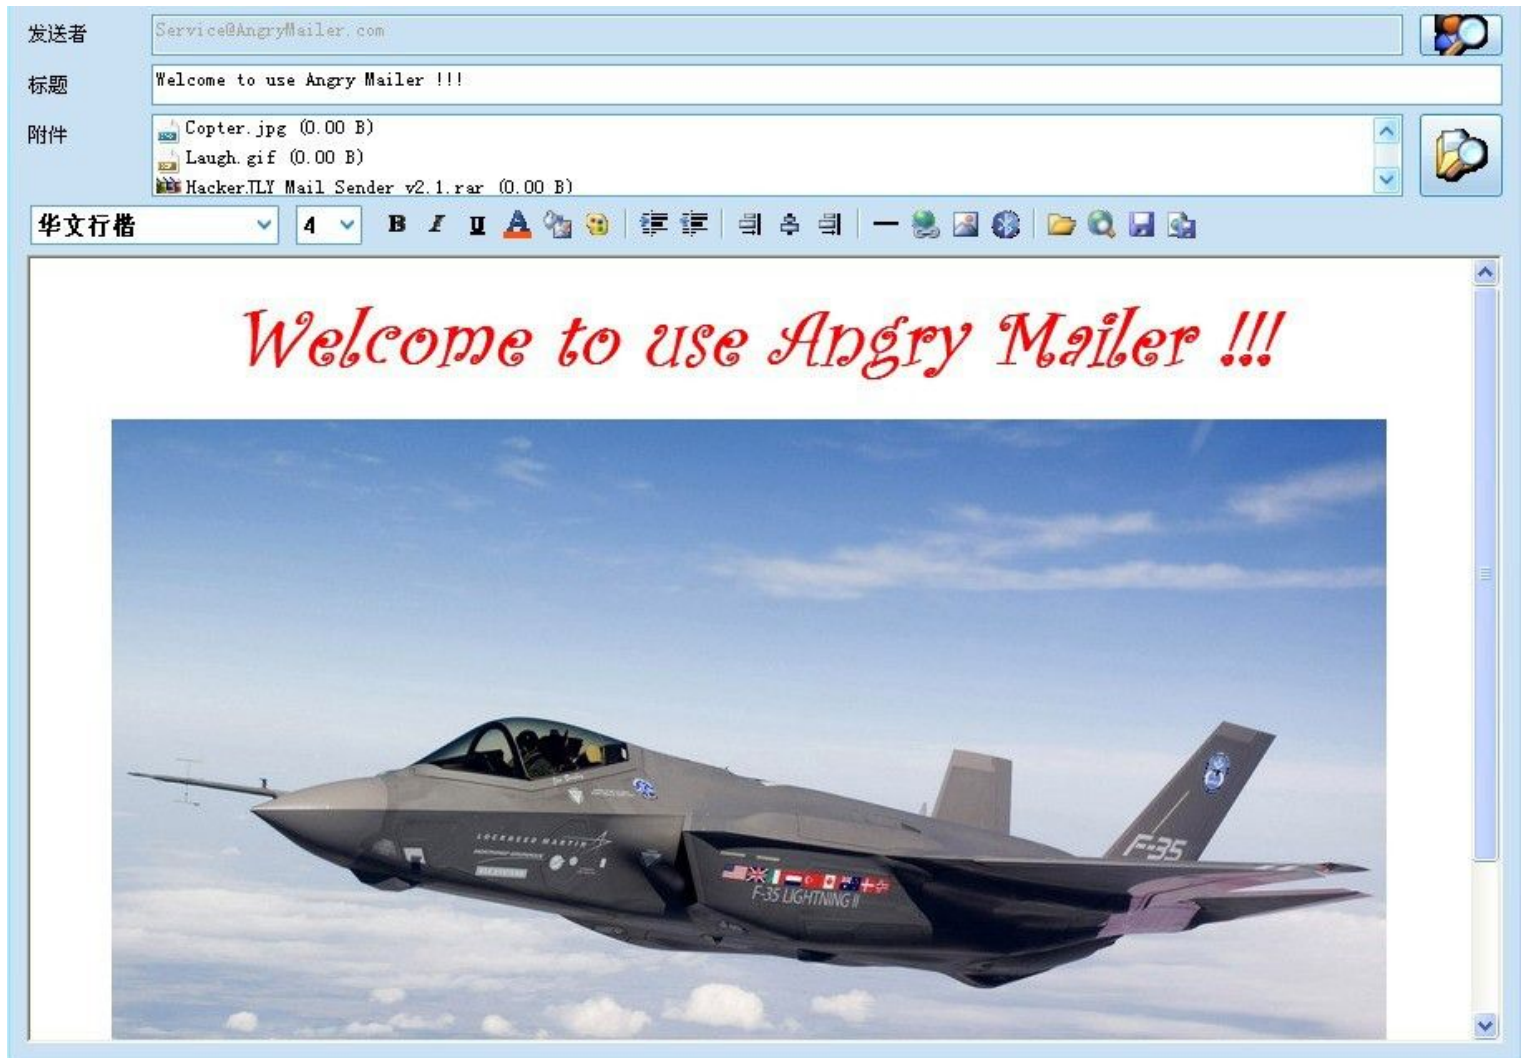 发送者
Service@AngryMailer.com
标题
Welcome to use Angry Mailer !!!
附件
Copter.jpg (0.00 B)
Laugh.gif (0.00 B)
HackerTLY Mail Sender v2.1.rar (0.00 B)
华文行楷
4
B I U A
Welcome to use Angry Mailer !!!
LOCKHEED MARTIN
F-35
F-35 LIGHTNING II